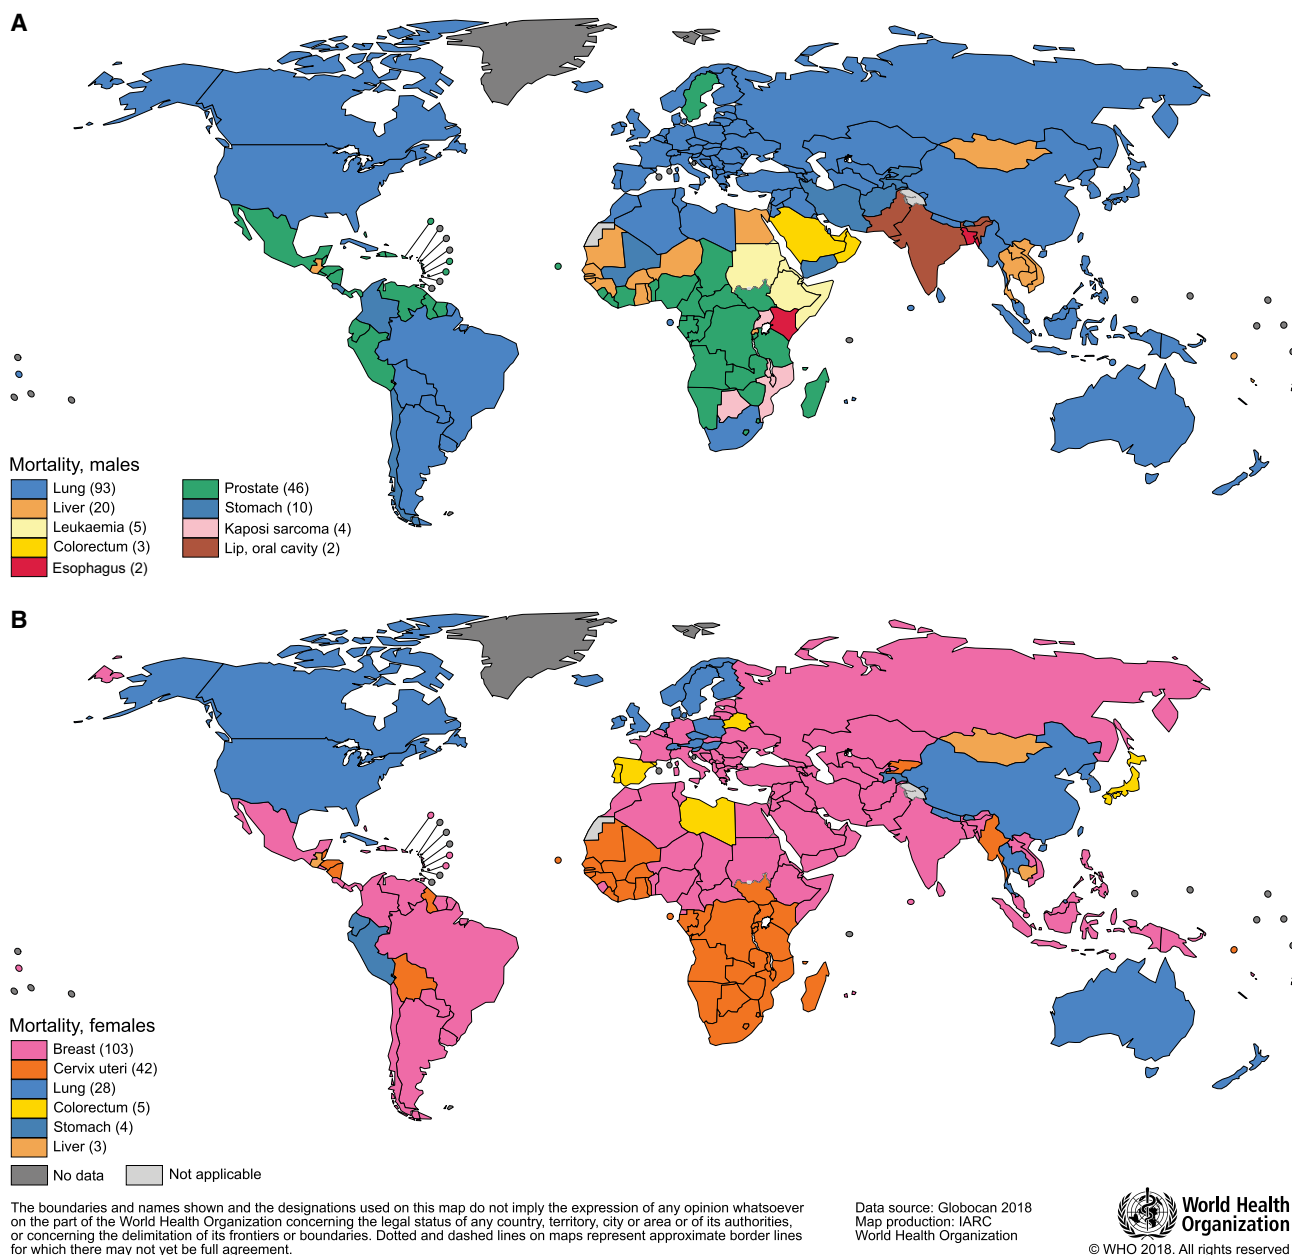 A
Mortality, males
Lung (93)
Liver (20)
Leukaemia (5)
Colorectum (3)
Esophagus (2)
Prostate (46)
Stomach (10)
Kaposi sarcoma (4)
Lip, oral cavity (2)
B
Mortality, females
Breast (103)
Cervix uteri (42)
Lung (28)
Colorectum (5)
Stomach (4)
Liver (3)
No data
Not applicable
The boundaries and names shown and the designations used on this map do not imply the expression of any opinion whatsoever
on the part of the World Health Organization concerning the legal status of any country, territory, city or area or of its authorities,
or concerning the delimitation of its frontiers or boundaries. Dotted and dashed lines on maps represent approximate border lines
for which there may not yet be full agreement.
Data source: Globocan 2018
Map production: IARC
World Health Organization
World Health
Organization
© WHO 2018. All rights reserved